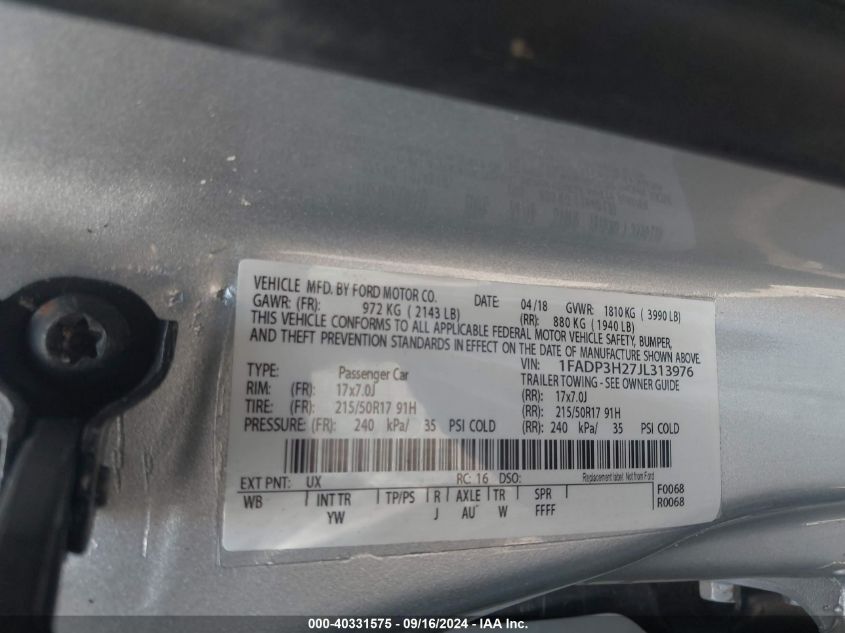 VEHICLE MFD. BY FORD MOTOR CO. DATE: 04/18 GVWR: 1810 KG ( 3990 LB)
GAWR: (FR): 972 KG ( 2143 LB) (RR): 880 KG ( 1940 LB)
THIS VEHICLE CONFORMS TO ALL APPLICABLE FEDERAL MOTOR VEHICLE SAFETY, BUMPER,
AND THEFT PREVENTION STANDARDS IN EFFECT ON THE DATE OF MANUFACTURE SHOWN ABOVE.
VIN: 1FADP3H27JL313976
TYPE: Passenger Car TRAILER TOWING - SEE OWNER GUIDE
RIM: (FR): 17x7.0J (RR): 17x7.0J
TIRE: (FR): 215/50R17 91H (RR): 215/50R17 91H
PRESSURE: (FR): 240 kPa/ 35 PSI COLD (RR): 240 kPa/ 35 PSI COLD
EXT PNT: UX RC: 16 DSO: Replacement label: Not from Ford
WB INT TR TP/PS R AXLE TR SPR F0068
YW J AU W FFFF R0068
000-40331575 - 09/16/2024 - IAA Inc.